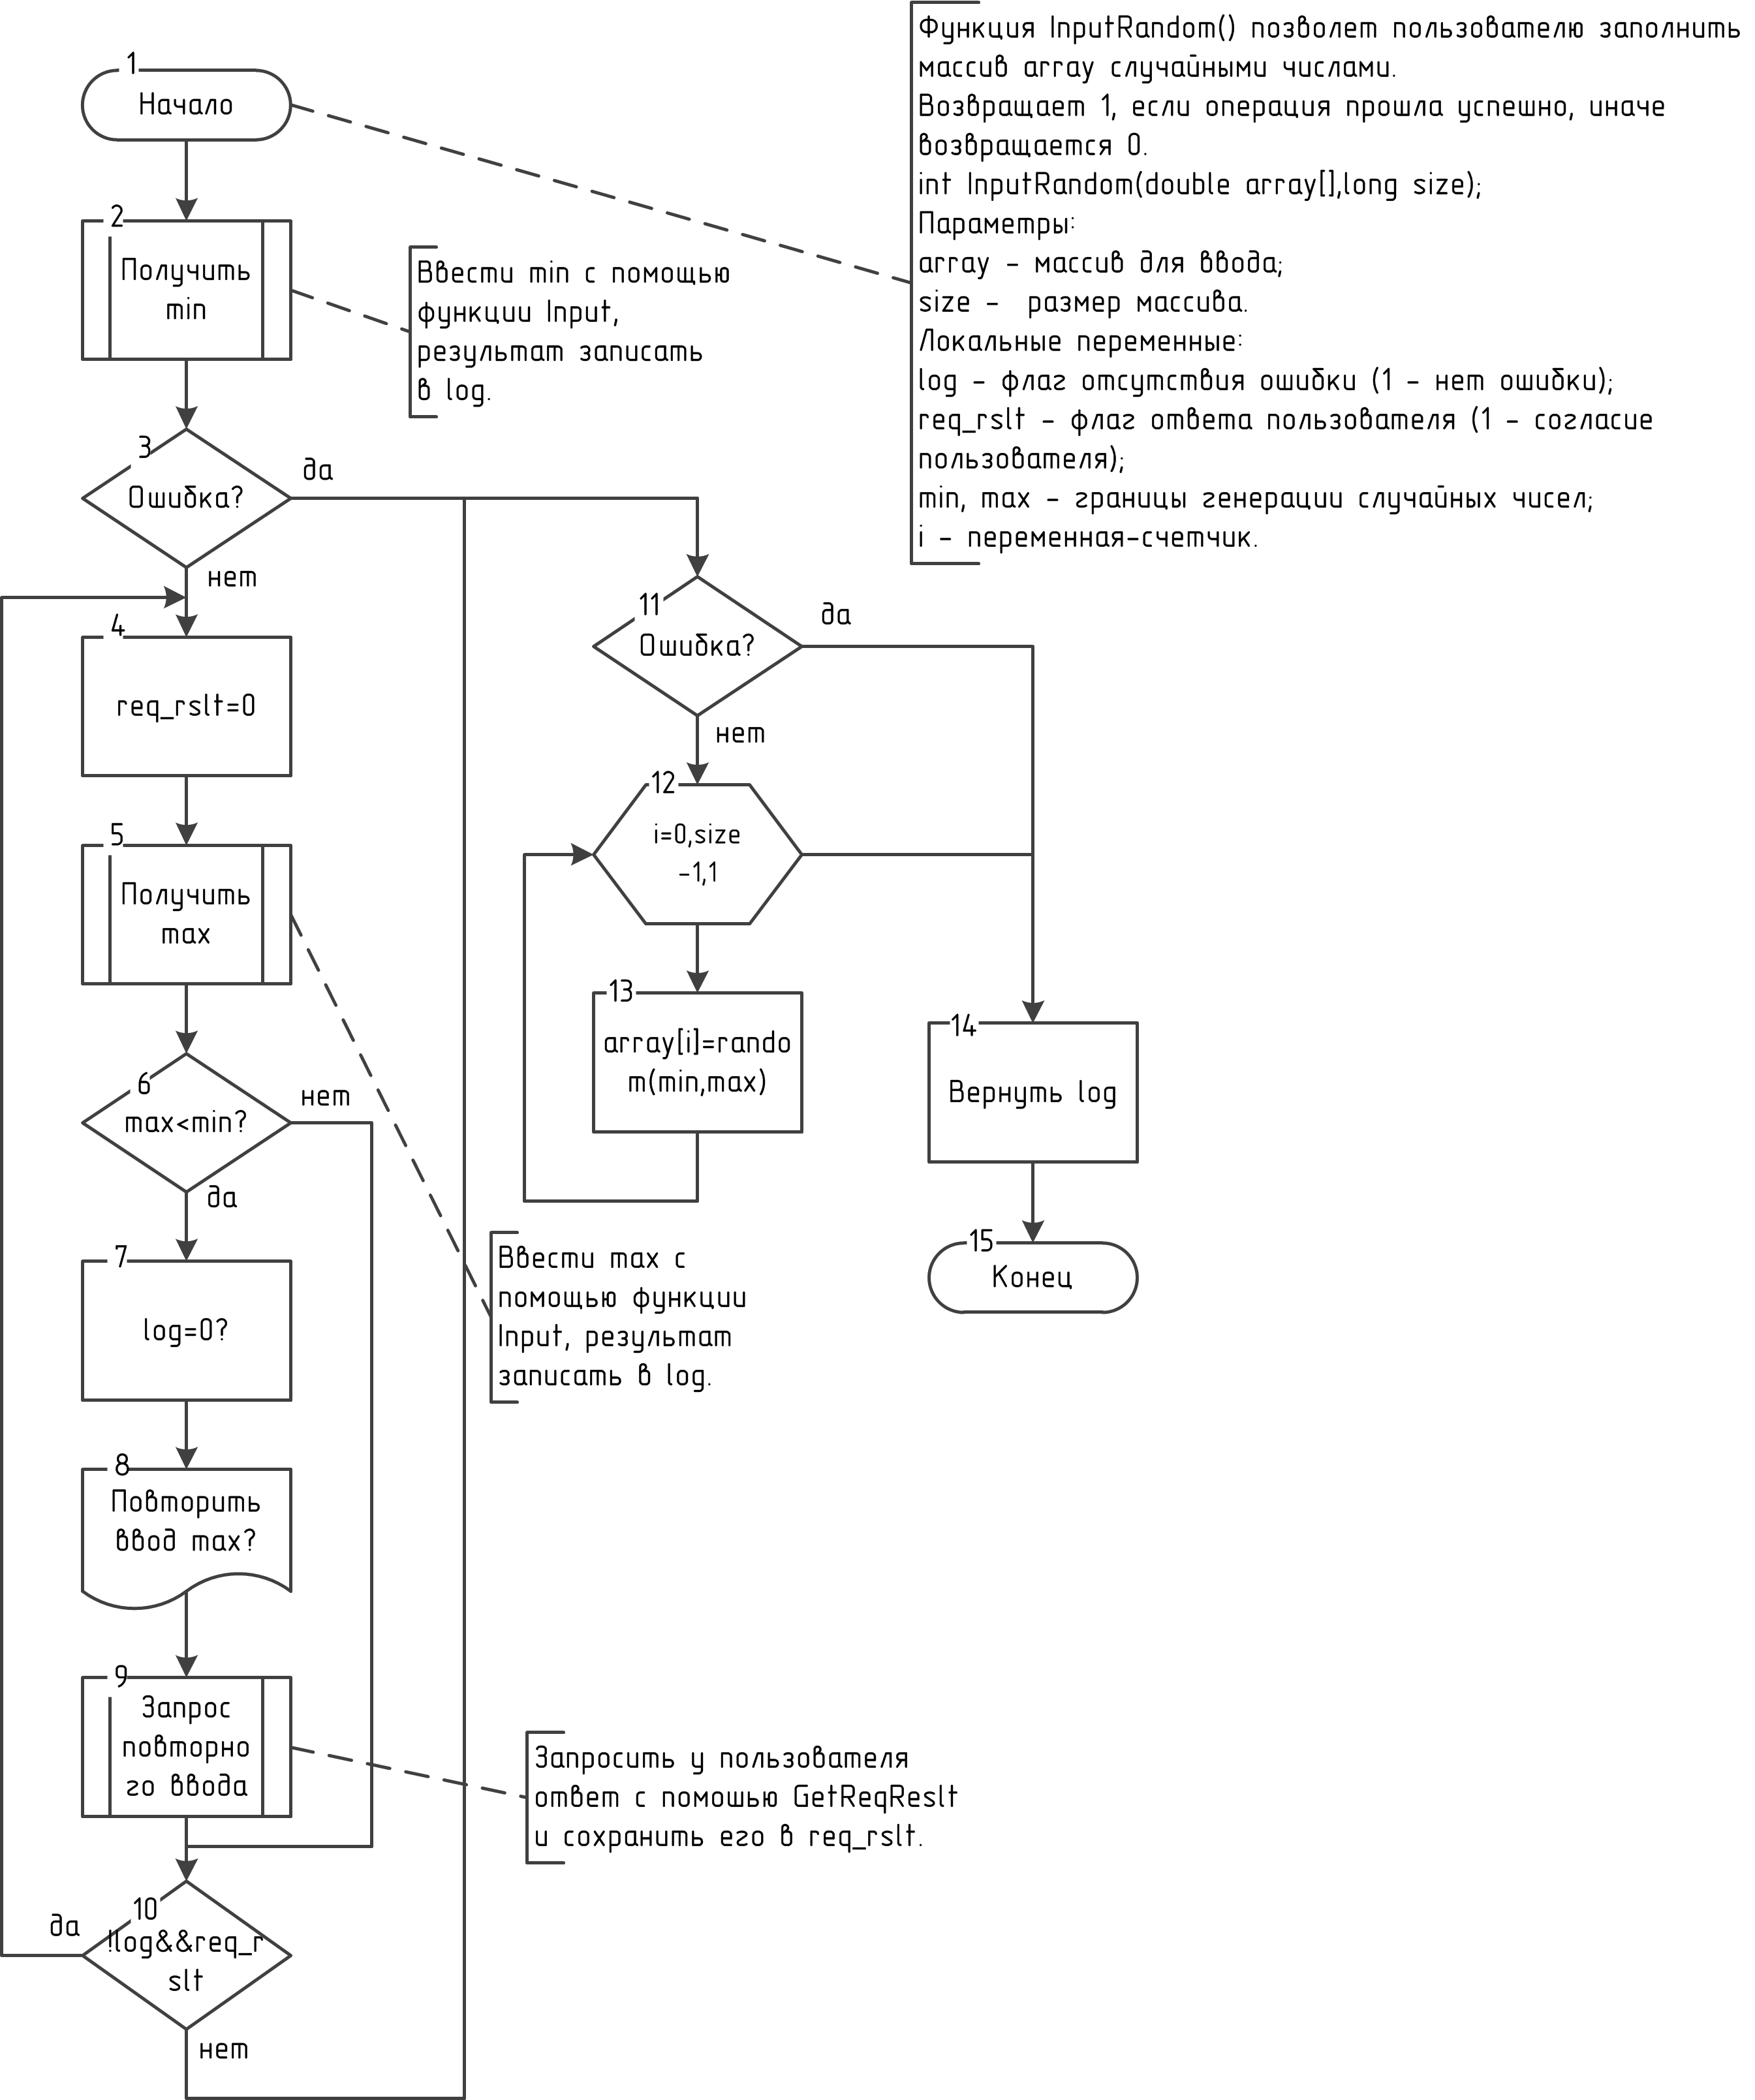 1
Начало
Функция InputRandom() позволет пользователю заполнить
массив array случайными числами.
Возвращает 1, если операция прошла успешно, иначе
возвращается 0.
int InputRandom(double array[],long size);
Параметры:
array - массив для ввода;
size -  размер массива.
Локальные переменные:
log - флаг отсутствия ошибки (1 - нет ошибки);
req_rslt - флаг ответа пользователя (1 - согласие
пользователя);
min, max - границы генерации случайных чисел;
i - переменная-счетчик.
2
Получить
min
Ввести min с помощью
функции Input,
результат записать
в log.
3
Ошибка?
да
нет
4
req_rslt=0
5
Получить
max
Ввести max с
помощью функции
Input, результат
записать в log.
6
max<min?
нет
да
7
log=0?
8
Повторить
ввод max?
9
Запрос
повторно
го ввода
Запросить у пользователя
ответ с помошью GetReqReslt
и сохранить его в req_rslt.
10
!log&&req_r
slt
да
нет
11
Ошибка?
да
нет
12
i=0,size
-1,1
13
array[i]=rando
m(min,max)
14
Вернуть log
15
Конец